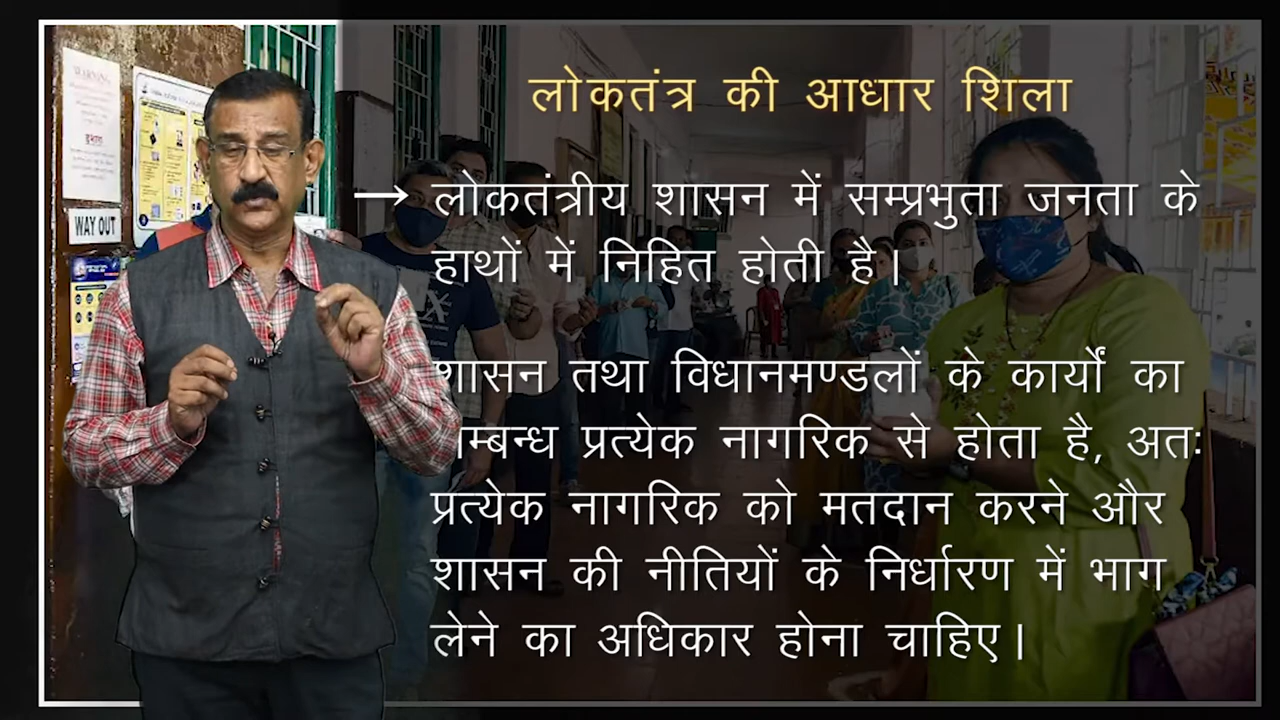 WARNING
WAY OUT
लोकतंत्र की आधार शिला
→ लोकतंत्रीय शासन में सम्प्रभुता जनता के
हाथों में निहित होती है।
शासन तथा विधानमण्डलों के कार्यों का
म्बन्ध प्रत्येक नागरिक से होता है, अतः
प्रत्येक नागरिक को मतदान करने और
शासन की नीतियों के निर्धारण में भाग
लेने का अधिकार होना चाहिए।